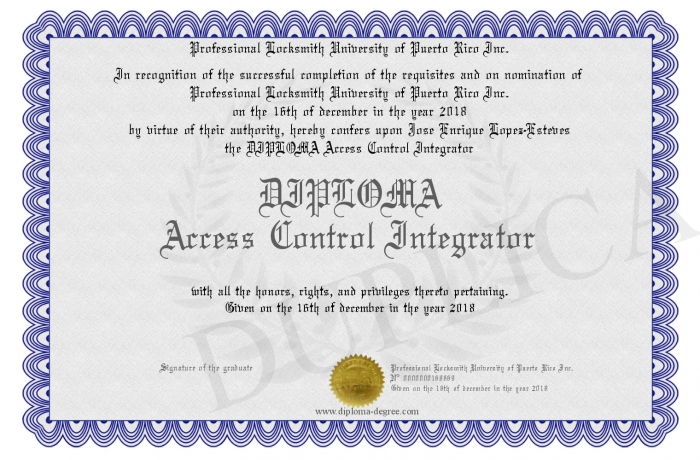 Professional Locksmith University of Puerto Rico Inc.
In recognition of the successful completion of the requisites and on nomination of
Professional Locksmith University of Puerto Rico Inc.
on the 16th of december in the year 2018
by virtue of their authority, hereby confers upon Jose Enrique Lopez-Esteves
the DIPLOMA Access Control Integrator
DIPLOMA
Access Control Integrator
with all the honors, rights, and privileges thereto pertaining.
Given on the 16th of december in the year 2018
DUPLICA
Signature of the graduate
Professional Locksmith University of Puerto Rico Inc.
N°
Given on the 16th of december in the year 2018
www.diploma-degree.com